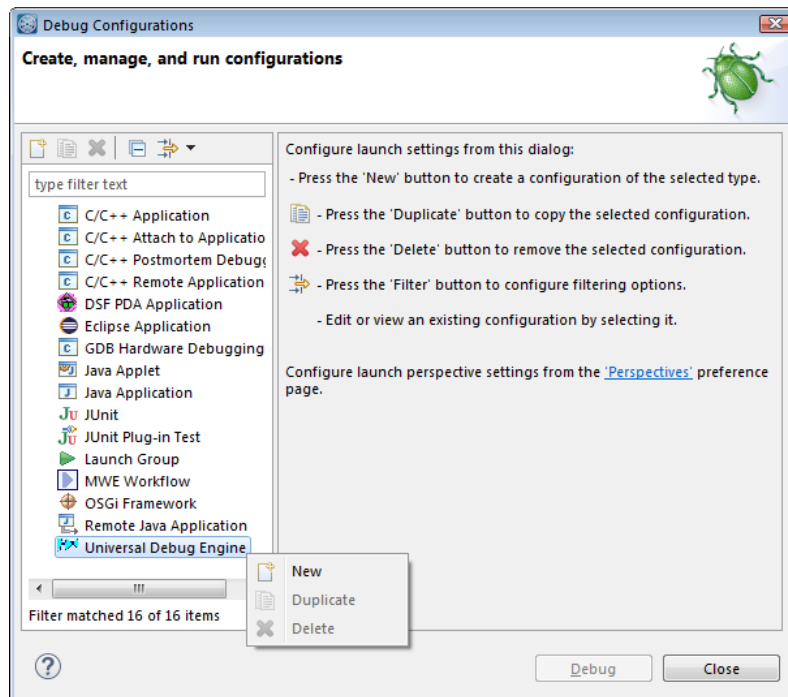 Debug Configurations
Create, manage, and run configurations
type filter text
C/C++ Application
C/C++ Attach to Applicatio
C/C++ Postmortem Debugg
C/C++ Remote Application
DSF PDA Application
Eclipse Application
GDB Hardware Debugging
Java Applet
Java Application
JUnit
JUnit Plug-in Test
Launch Group
MWE Workflow
OSGi Framework
Remote Java Application
Universal Debug Engine
Filter matched 16 of 16 items
New
Duplicate
Delete
Configure launch settings from this dialog:
- Press the 'New' button to create a configuration of the selected type.
- Press the 'Duplicate' button to copy the selected configuration.
- Press the 'Delete' button to remove the selected configuration.
- Press the 'Filter' button to configure filtering options.
- Edit or view an existing configuration by selecting it.
Configure launch perspective settings from the 'Perspectives' preference
page.
Debug
Close